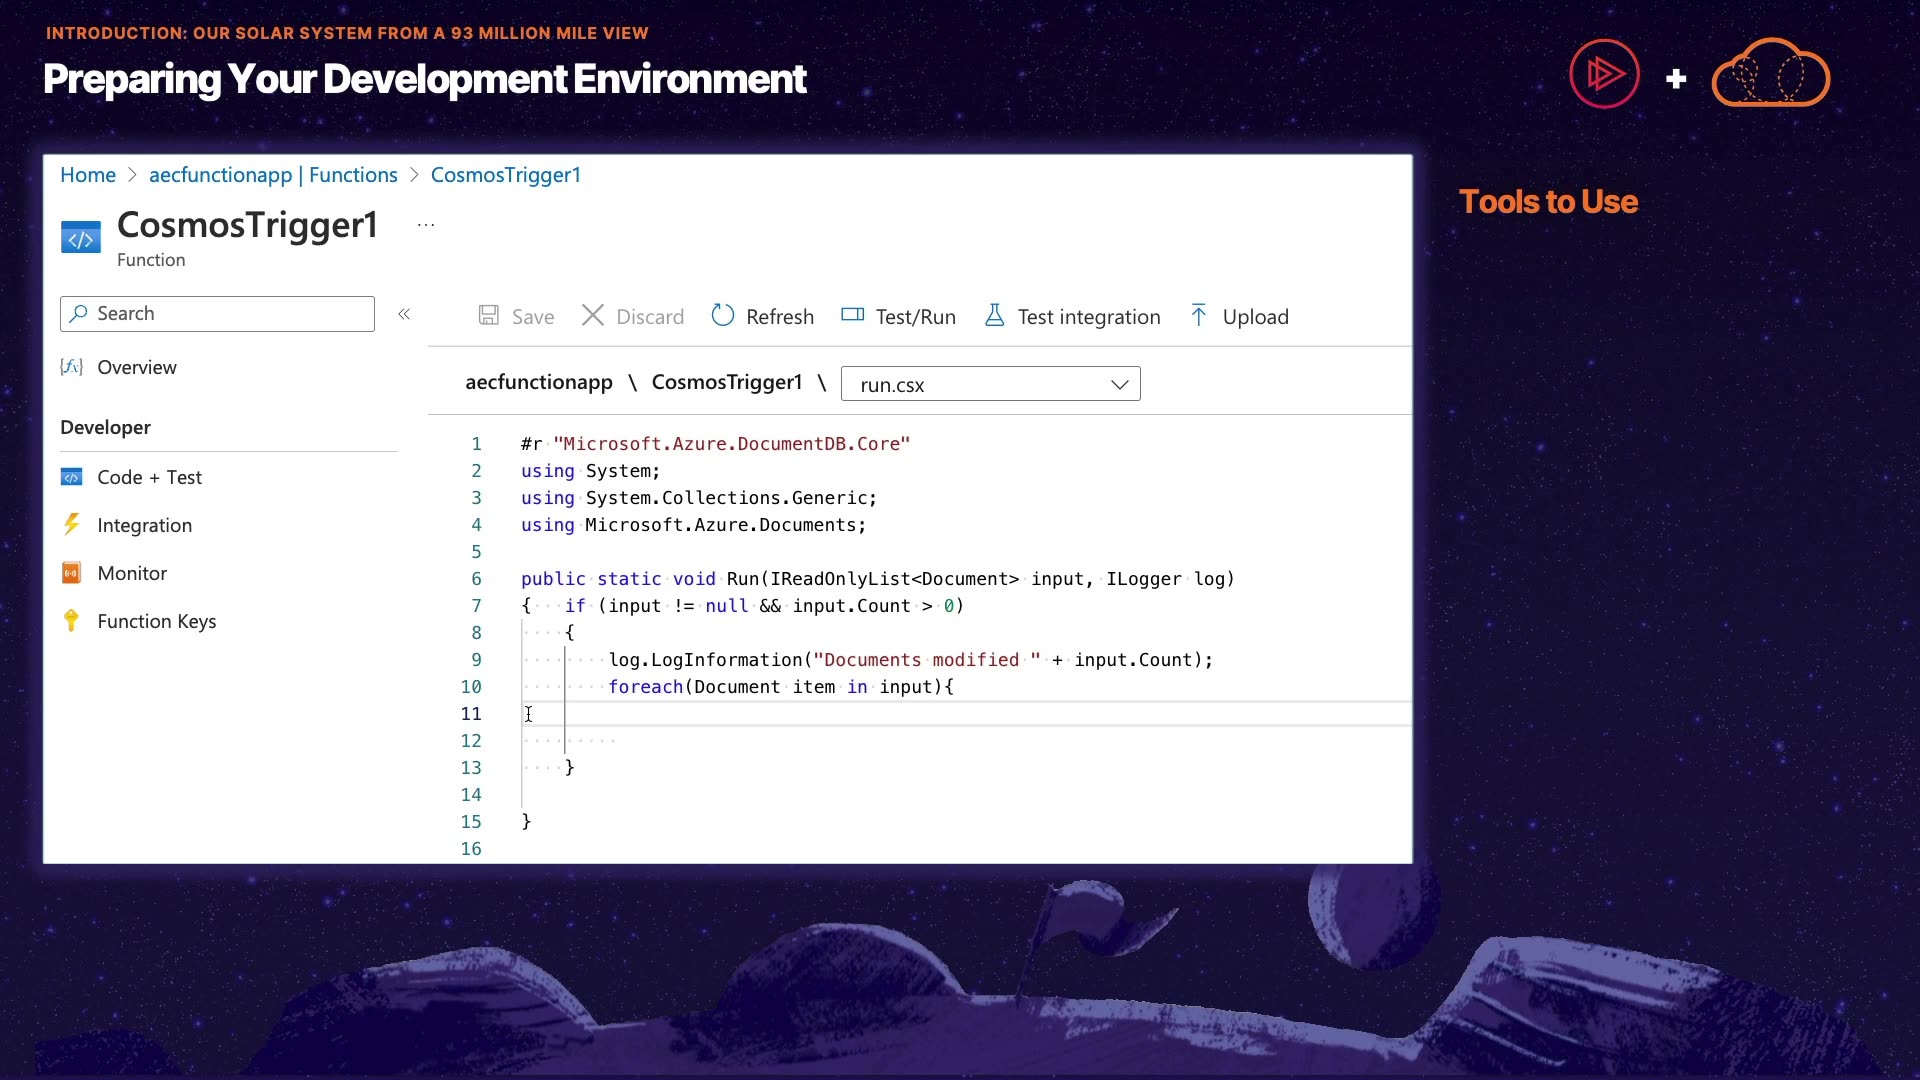 INTRODUCTION: OUR SOLAR SYSTEM FROM A 93 MILLION MILE VIEW
Preparing Your Development Environment
+
Home > aecfunctionapp | Functions > CosmosTrigger1
CosmosTrigger1 ...
Function
Tools to Use
Search
«
Save Discard Refresh Test/Run Test integration Upload
Overview
Developer
Code + Test
Integration
Monitor
Function Keys
aecfunctionapp \ CosmosTrigger1 \ run.csx
1 #r "Microsoft.Azure.DocumentDB.Core"
2 using System;
3 using System.Collections.Generic;
4 using Microsoft.Azure.Documents;
5
6 public static void Run(IReadOnlyList<Document> input, ILogger log)
7 {   if (input != null && input.Count > 0)
8     {
9         log.LogInformation("Documents modified " + input.Count);
10         foreach(Document item in input){
11
12
13     }
14
15 }
16